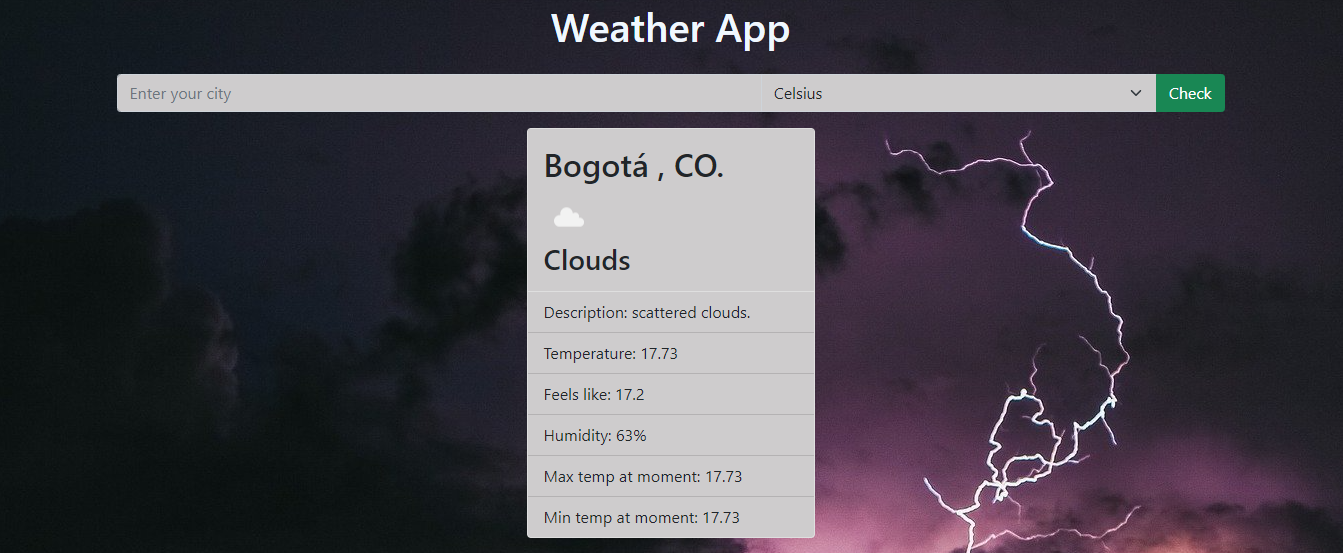 Weather App
Enter your city Celsius Check
Bogotá , CO.
Clouds
Description: scattered clouds.
Temperature: 17.73
Feels like: 17.2
Humidity: 63%
Max temp at moment: 17.73
Min temp at moment: 17.73